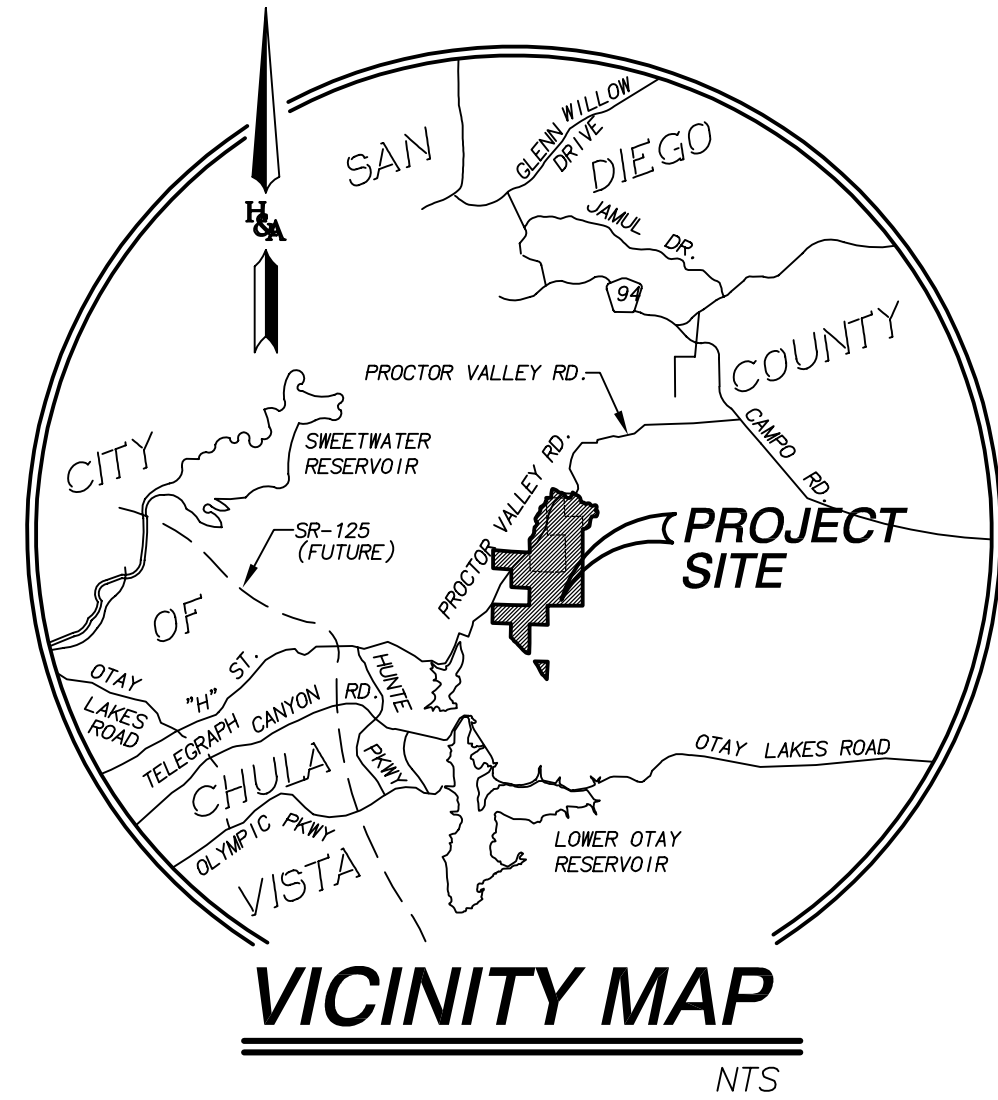 SAN
DIEGO
COUNTY
GLENN WILLOW
DRIVE
JAMUL DR.
H&A
94
PROCTOR VALLEY RD.
CAMPO RD.
CITY
OF
CHULA
VISTA
SWEETWATER
RESERVOIR
PROCTOR VALLEY RD.
SR-125
(FUTURE)
PROJECT
SITE
OTAY
LAKES
ROAD
"H" ST.
TELEGRAPH CANYON RD.
HUNTE
PKWY
OLYMPIC PKWY
OTAY LAKES ROAD
LOWER OTAY
RESERVOIR
VICINITY MAP
NTS